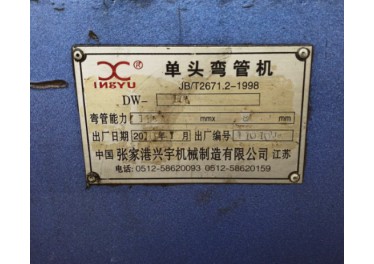 单头弯管机
INGYU ®
JB/T2671.2-1998
DW-
弯管能力 mmx mm
出厂日期 20 年 月 出厂编号
中国 张家港兴宇机械制造有限公司 江苏
电话:0512-58620093 0512-58620159